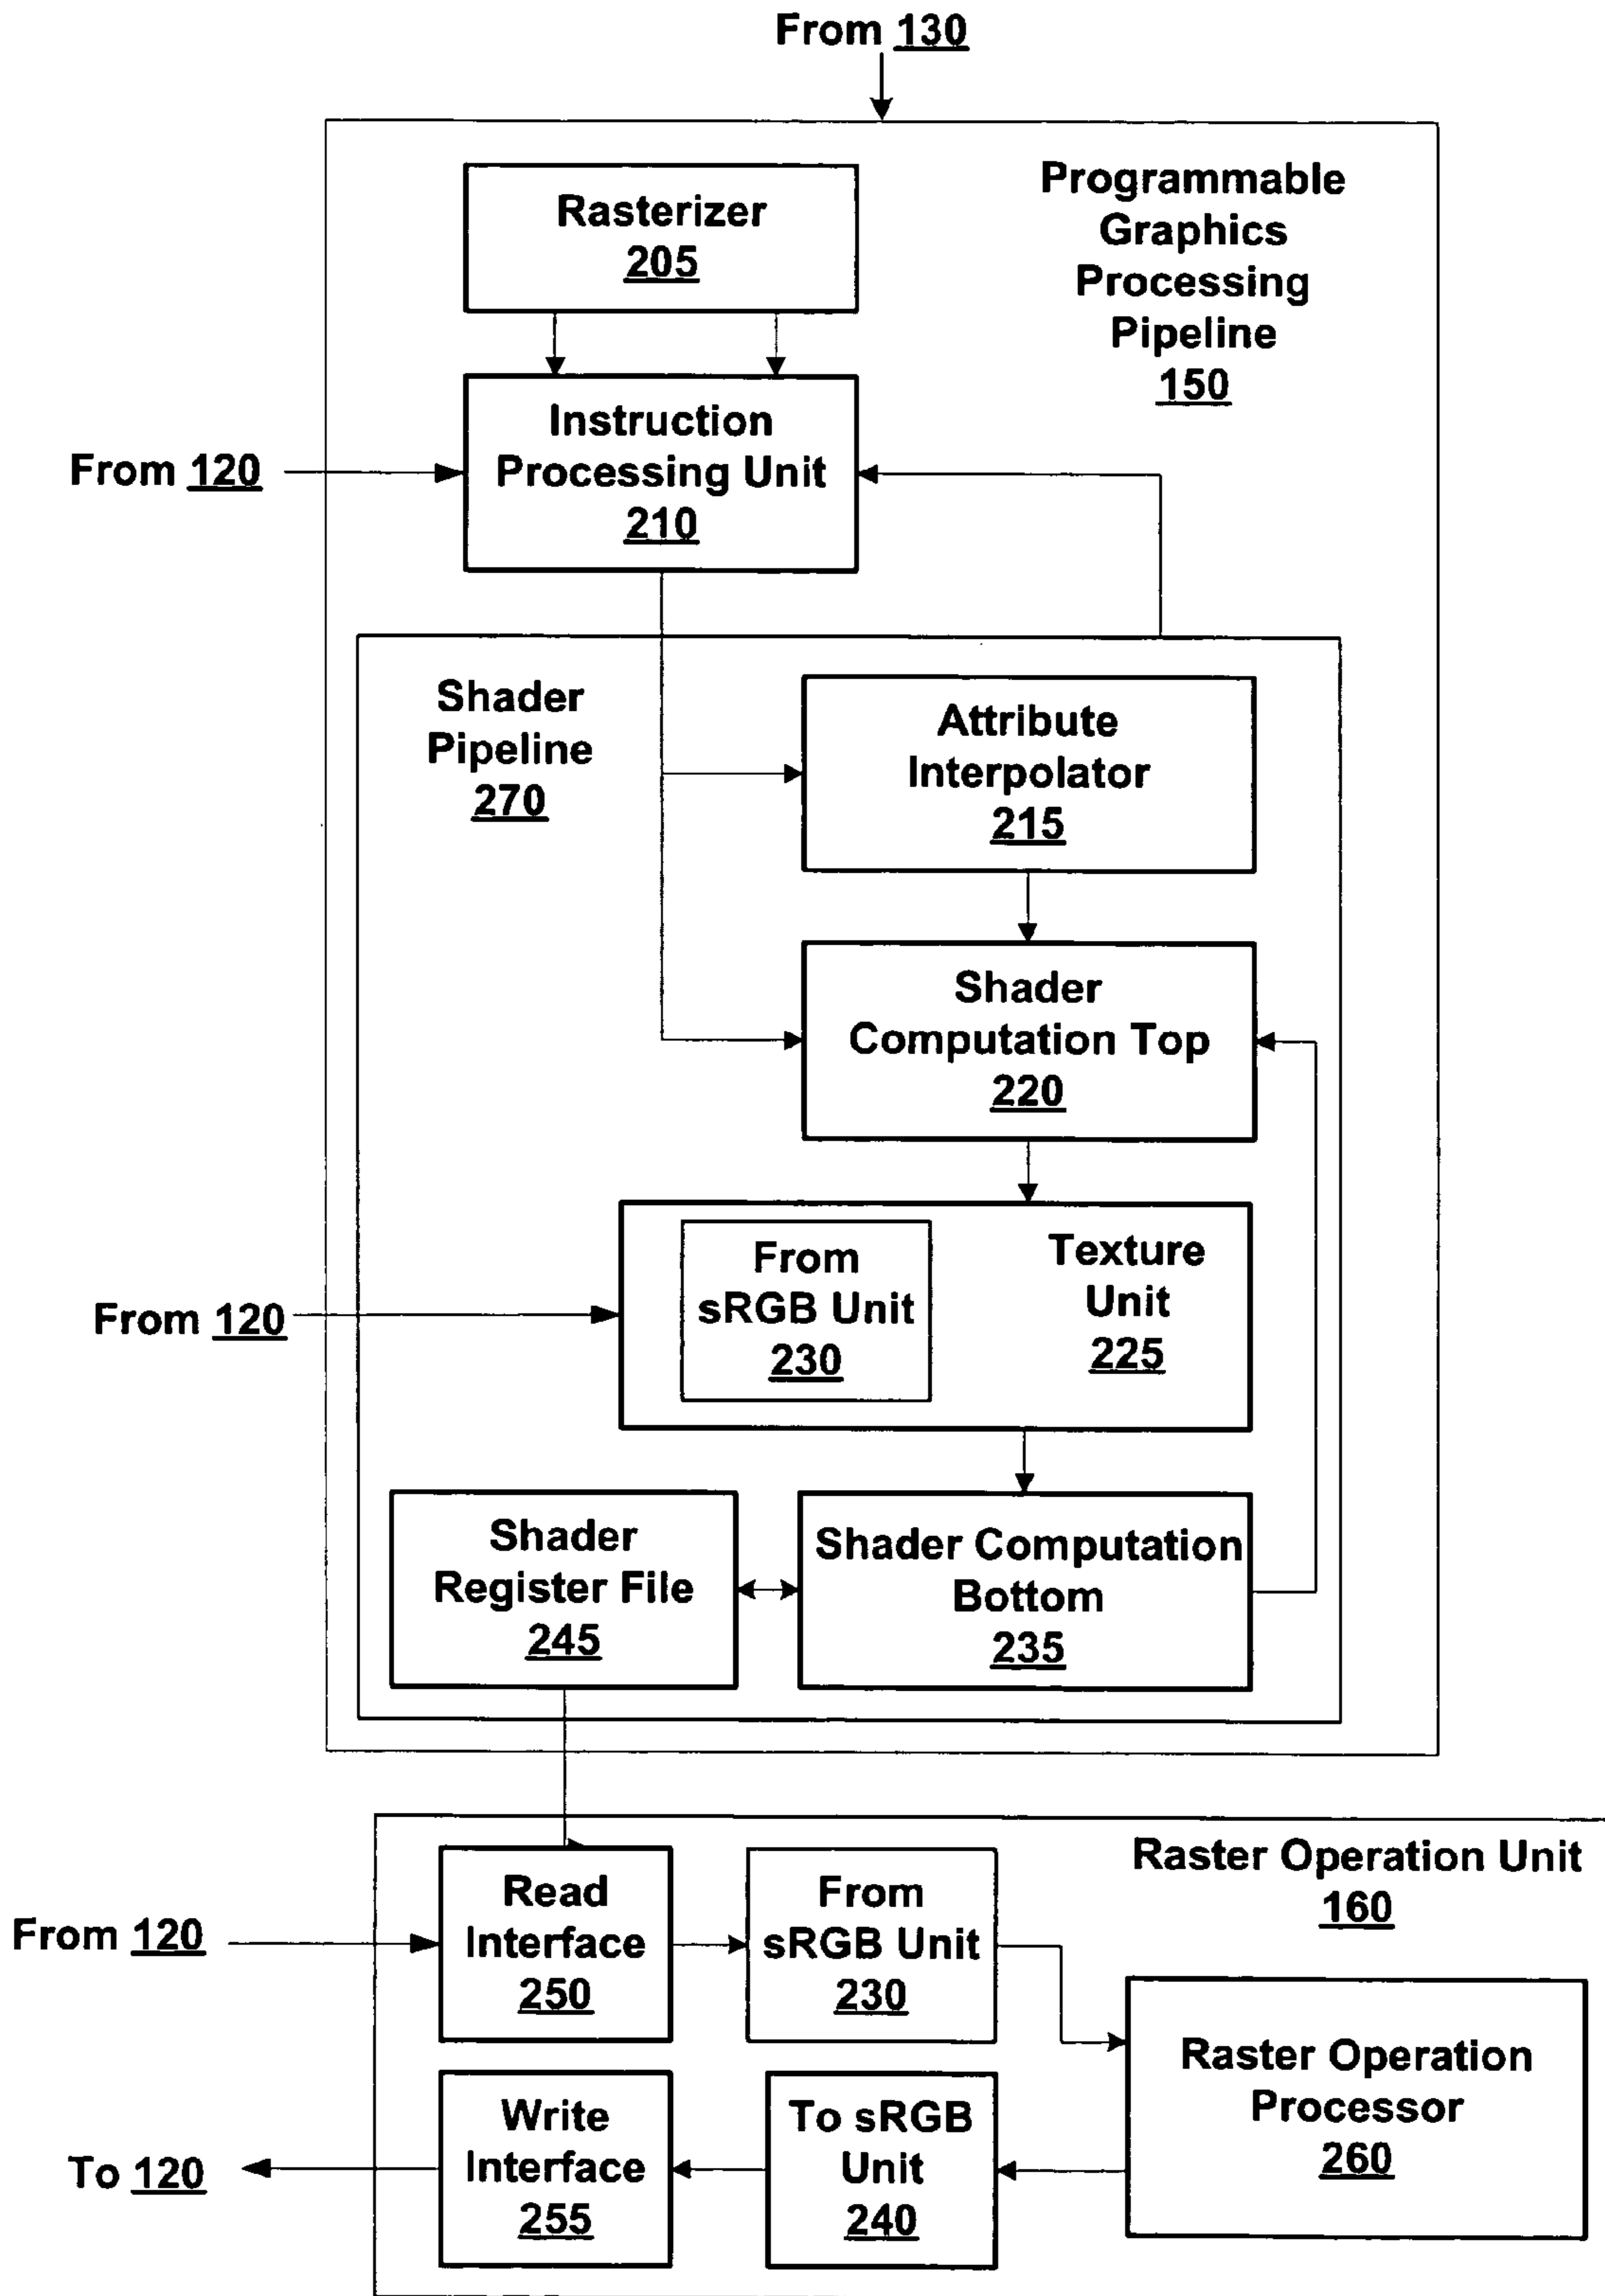 From 130
Rasterizer
205
Programmable
Graphics
Processing
Pipeline
150
From 120
Instruction
Processing Unit
210
Shader
Pipeline
270
Attribute
Interpolator
215
Shader
Computation Top
220
From 120
From
sRGB Unit
230
Texture
Unit
225
Shader
Register File
245
Shader Computation
Bottom
235
Raster Operation Unit
160
From 120
Read
Interface
250
From
sRGB Unit
230
Raster Operation
Processor
260
To 120
Write
Interface
255
To sRGB
Unit
240